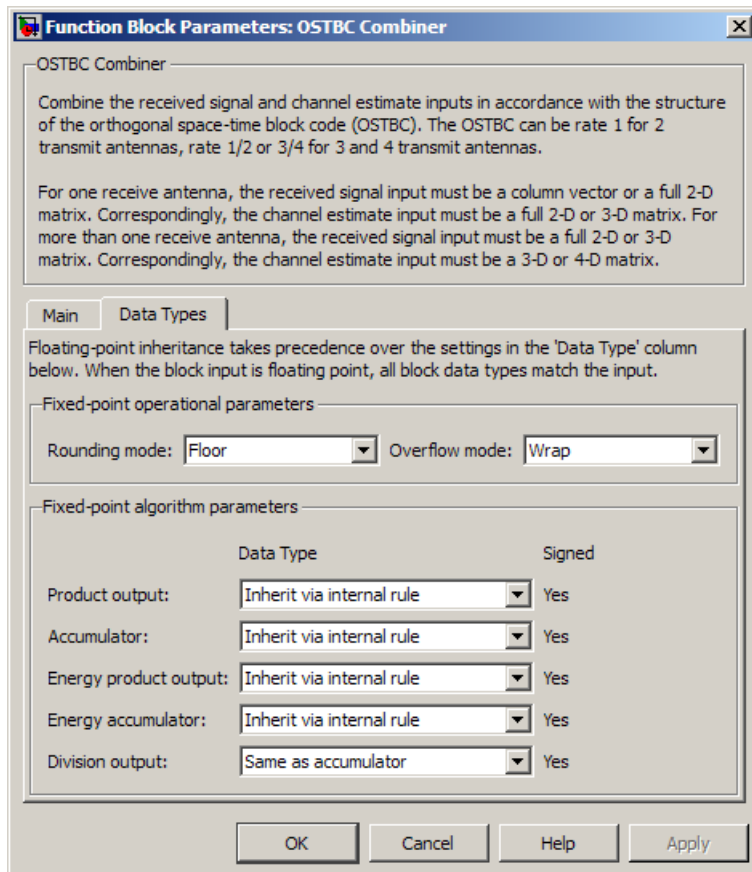 Function Block Parameters: OSTBC Combiner
OSTBC Combiner
Combine the received signal and channel estimate inputs in accordance with the structure
of the orthogonal space-time block code (OSTBC). The OSTBC can be rate 1 for 2
transmit antennas, rate 1/2 or 3/4 for 3 and 4 transmit antennas.
For one receive antenna, the received signal input must be a column vector or a full 2-D
matrix. Correspondingly, the channel estimate input must be a full 2-D or 3-D matrix. For
more than one receive antenna, the received signal input must be a full 2-D or 3-D
matrix. Correspondingly, the channel estimate input must be a 3-D or 4-D matrix.
Main Data Types
Floating-point inheritance takes precedence over the settings in the 'Data Type' column
below. When the block input is floating point, all block data types match the input.
Fixed-point operational parameters
Rounding mode: Floor Overflow mode: Wrap
Fixed-point algorithm parameters
Data Type Signed
Product output: Inherit via internal rule Yes
Accumulator: Inherit via internal rule Yes
Energy product output: Inherit via internal rule Yes
Energy accumulator: Inherit via internal rule Yes
Division output: Same as accumulator Yes
OK Cancel Help Apply